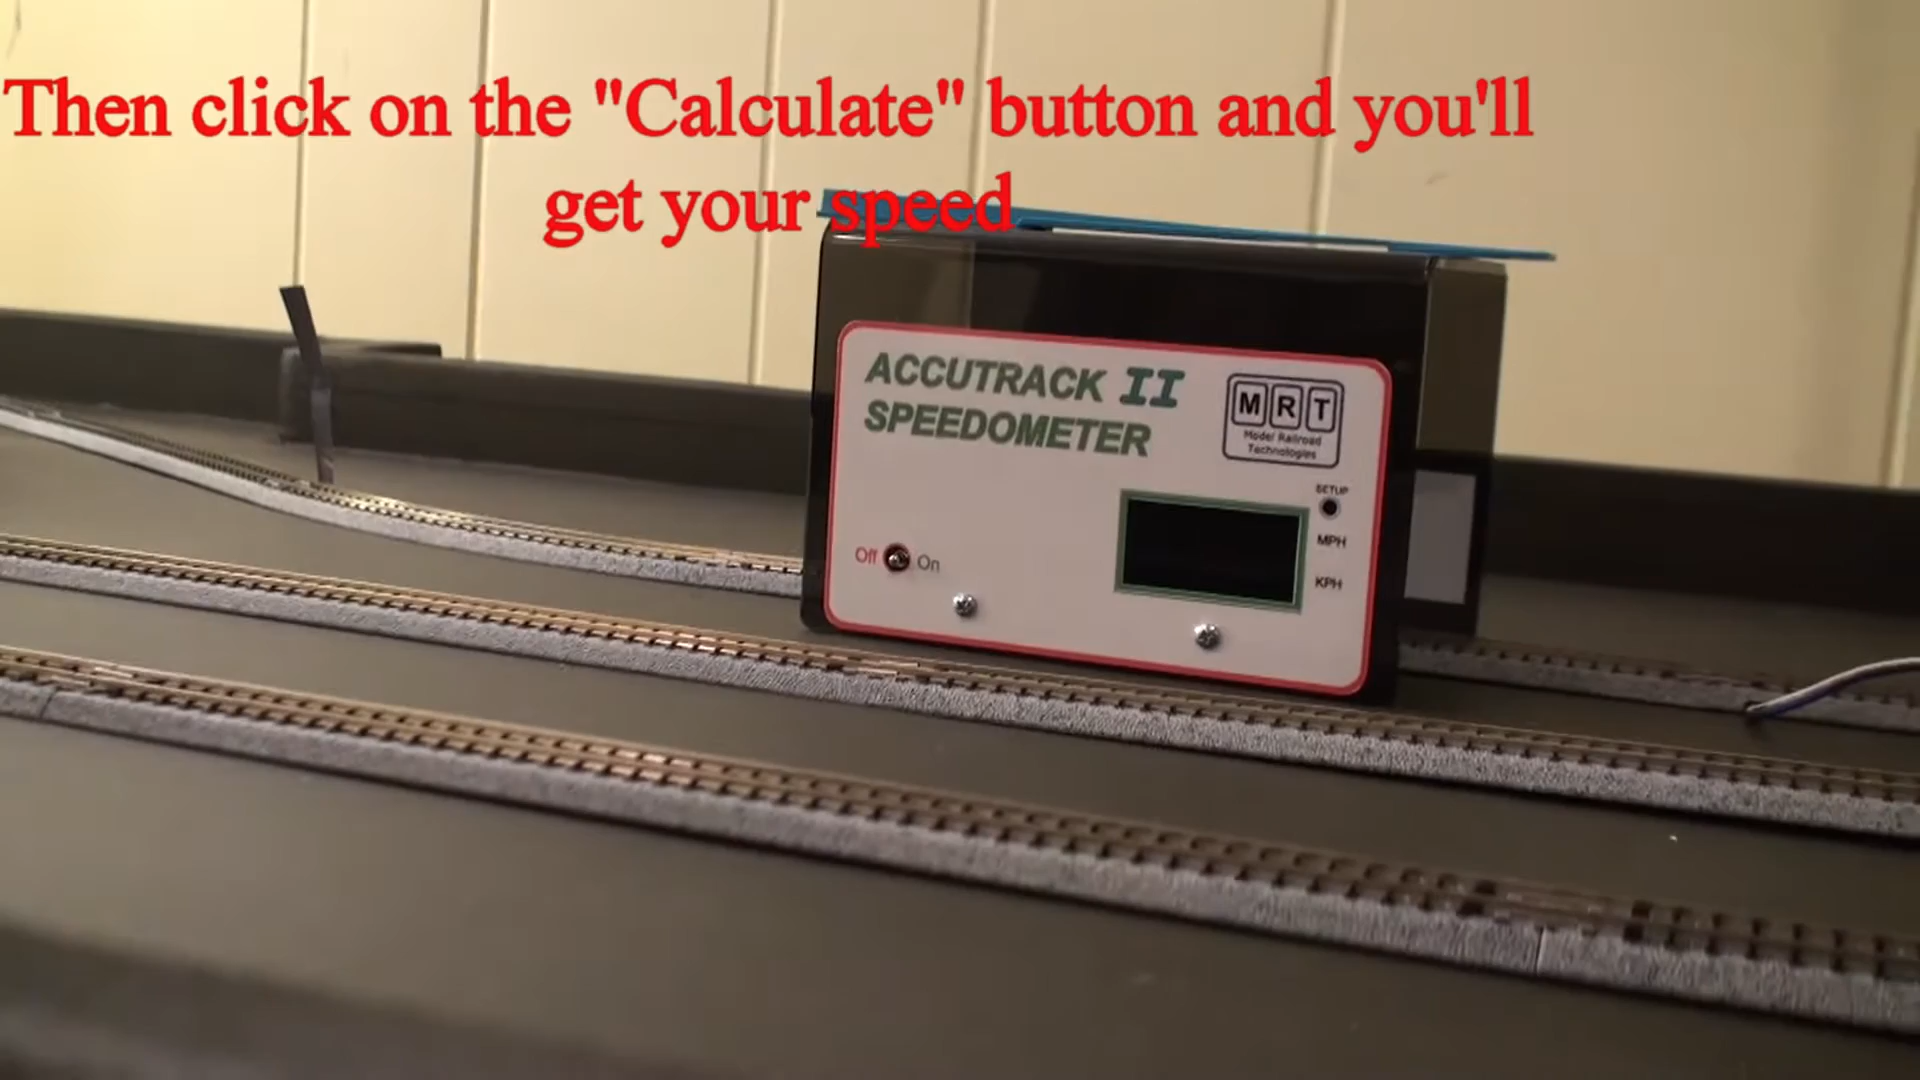 Then click on the "Calculate" button and you'll
get your speed
ACCUTRACK II
SPEEDOMETER
MRT
Model Railroad
Technologies
SETUP
MPH
KPH
Off On